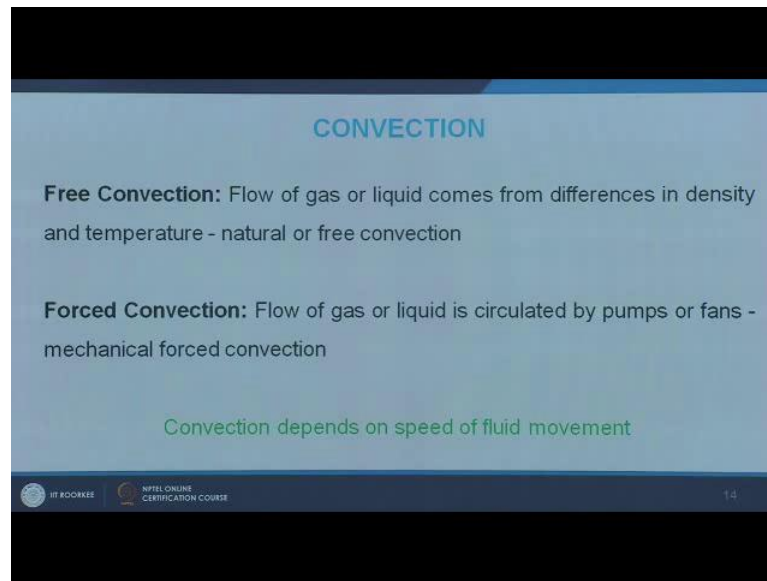 CONVECTION
Free Convection: Flow of gas or liquid comes from differences in density
and temperature - natural or free convection
Forced Convection: Flow of gas or liquid is circulated by pumps or fans -
mechanical forced convection
Convection depends on speed of fluid movement
IIT ROORKEE
NPTEL ONLINE
CERTIFICATION COURSE
14